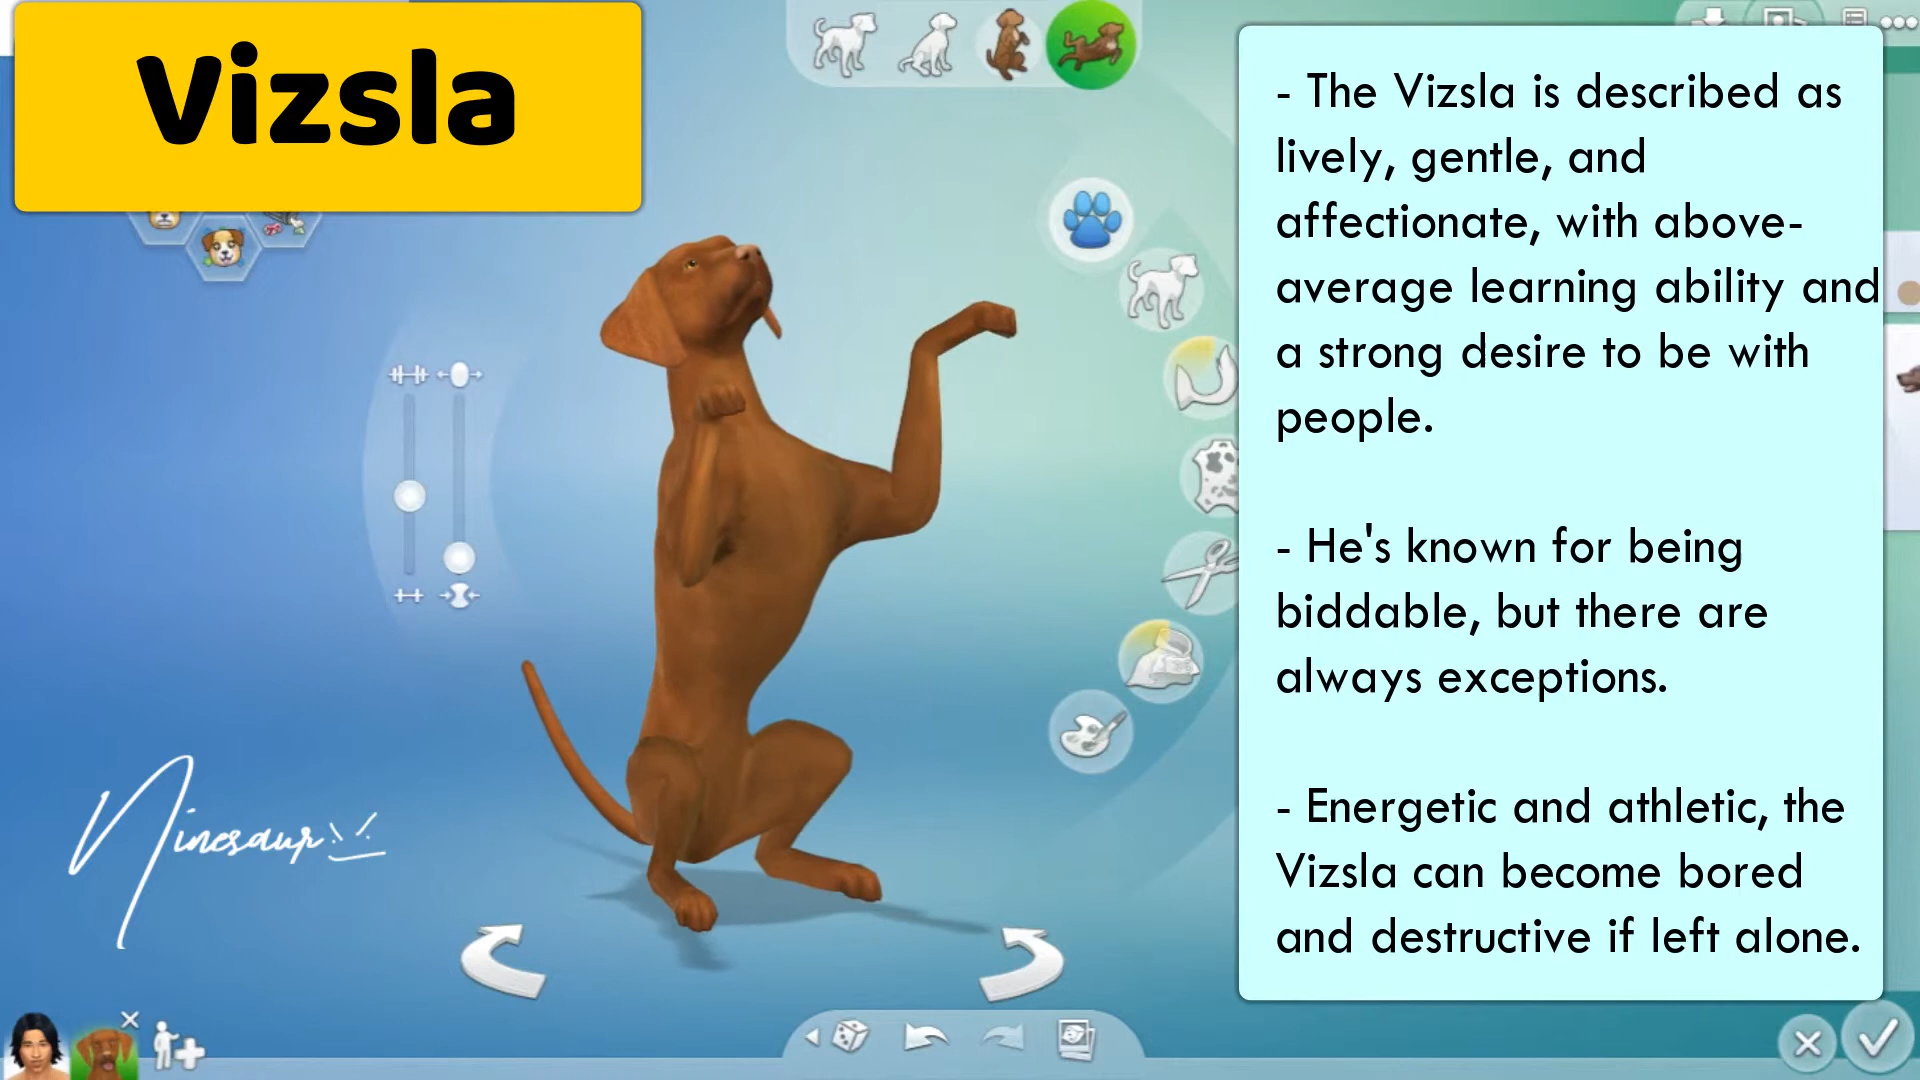 Vizsla
- The Vizsla is described as
lively, gentle, and
affectionate, with above-
average learning ability and
a strong desire to be with
people.
- He's known for being
biddable, but there are
always exceptions.
- Energetic and athletic, the
Vizsla can become bored
and destructive if left alone.
Ninesaur